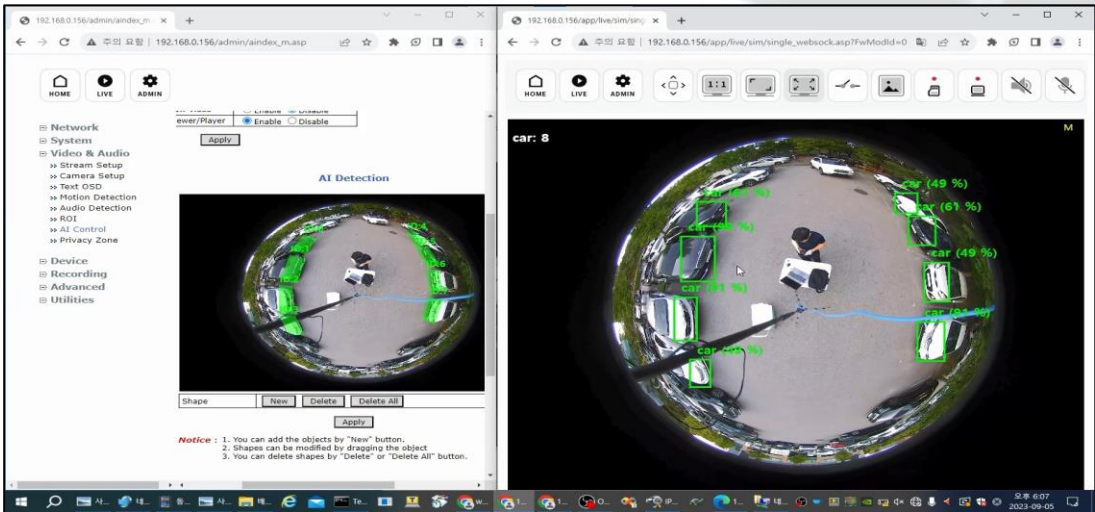 192.168.0.156/admin/aindex_m.
주의 요함 | 192.168.0.156/admin/aindex_m.asp
HOME
LIVE
ADMIN
Network
System
Video & Audio
Stream Setup
Camera Setup
Text OSD
Motion Detection
Audio Detection
ROI
AI Control
Privacy Zone
Device
Recording
Advanced
Utilities
Enable Disable
ewer/Player Enable Disable
Apply
AI Detection
Shape New Delete Delete All
Apply
Notice : 1. You can add the objects by "New" button.
2. Shapes can be modified by dragging the object
3. You can delete shapes by "Delete" or "Delete All" button.
192.168.0.156/app/live/sim/sing
주의 요함 | 192.168.0.156/app/live/sim/single_websock.asp?FwModId=0
HOME
LIVE
ADMIN
1:1
car: 8
M
car (49 %)
car (61 %)
car (49 %)
car (81 %)
오후 6:07
2023-09-05